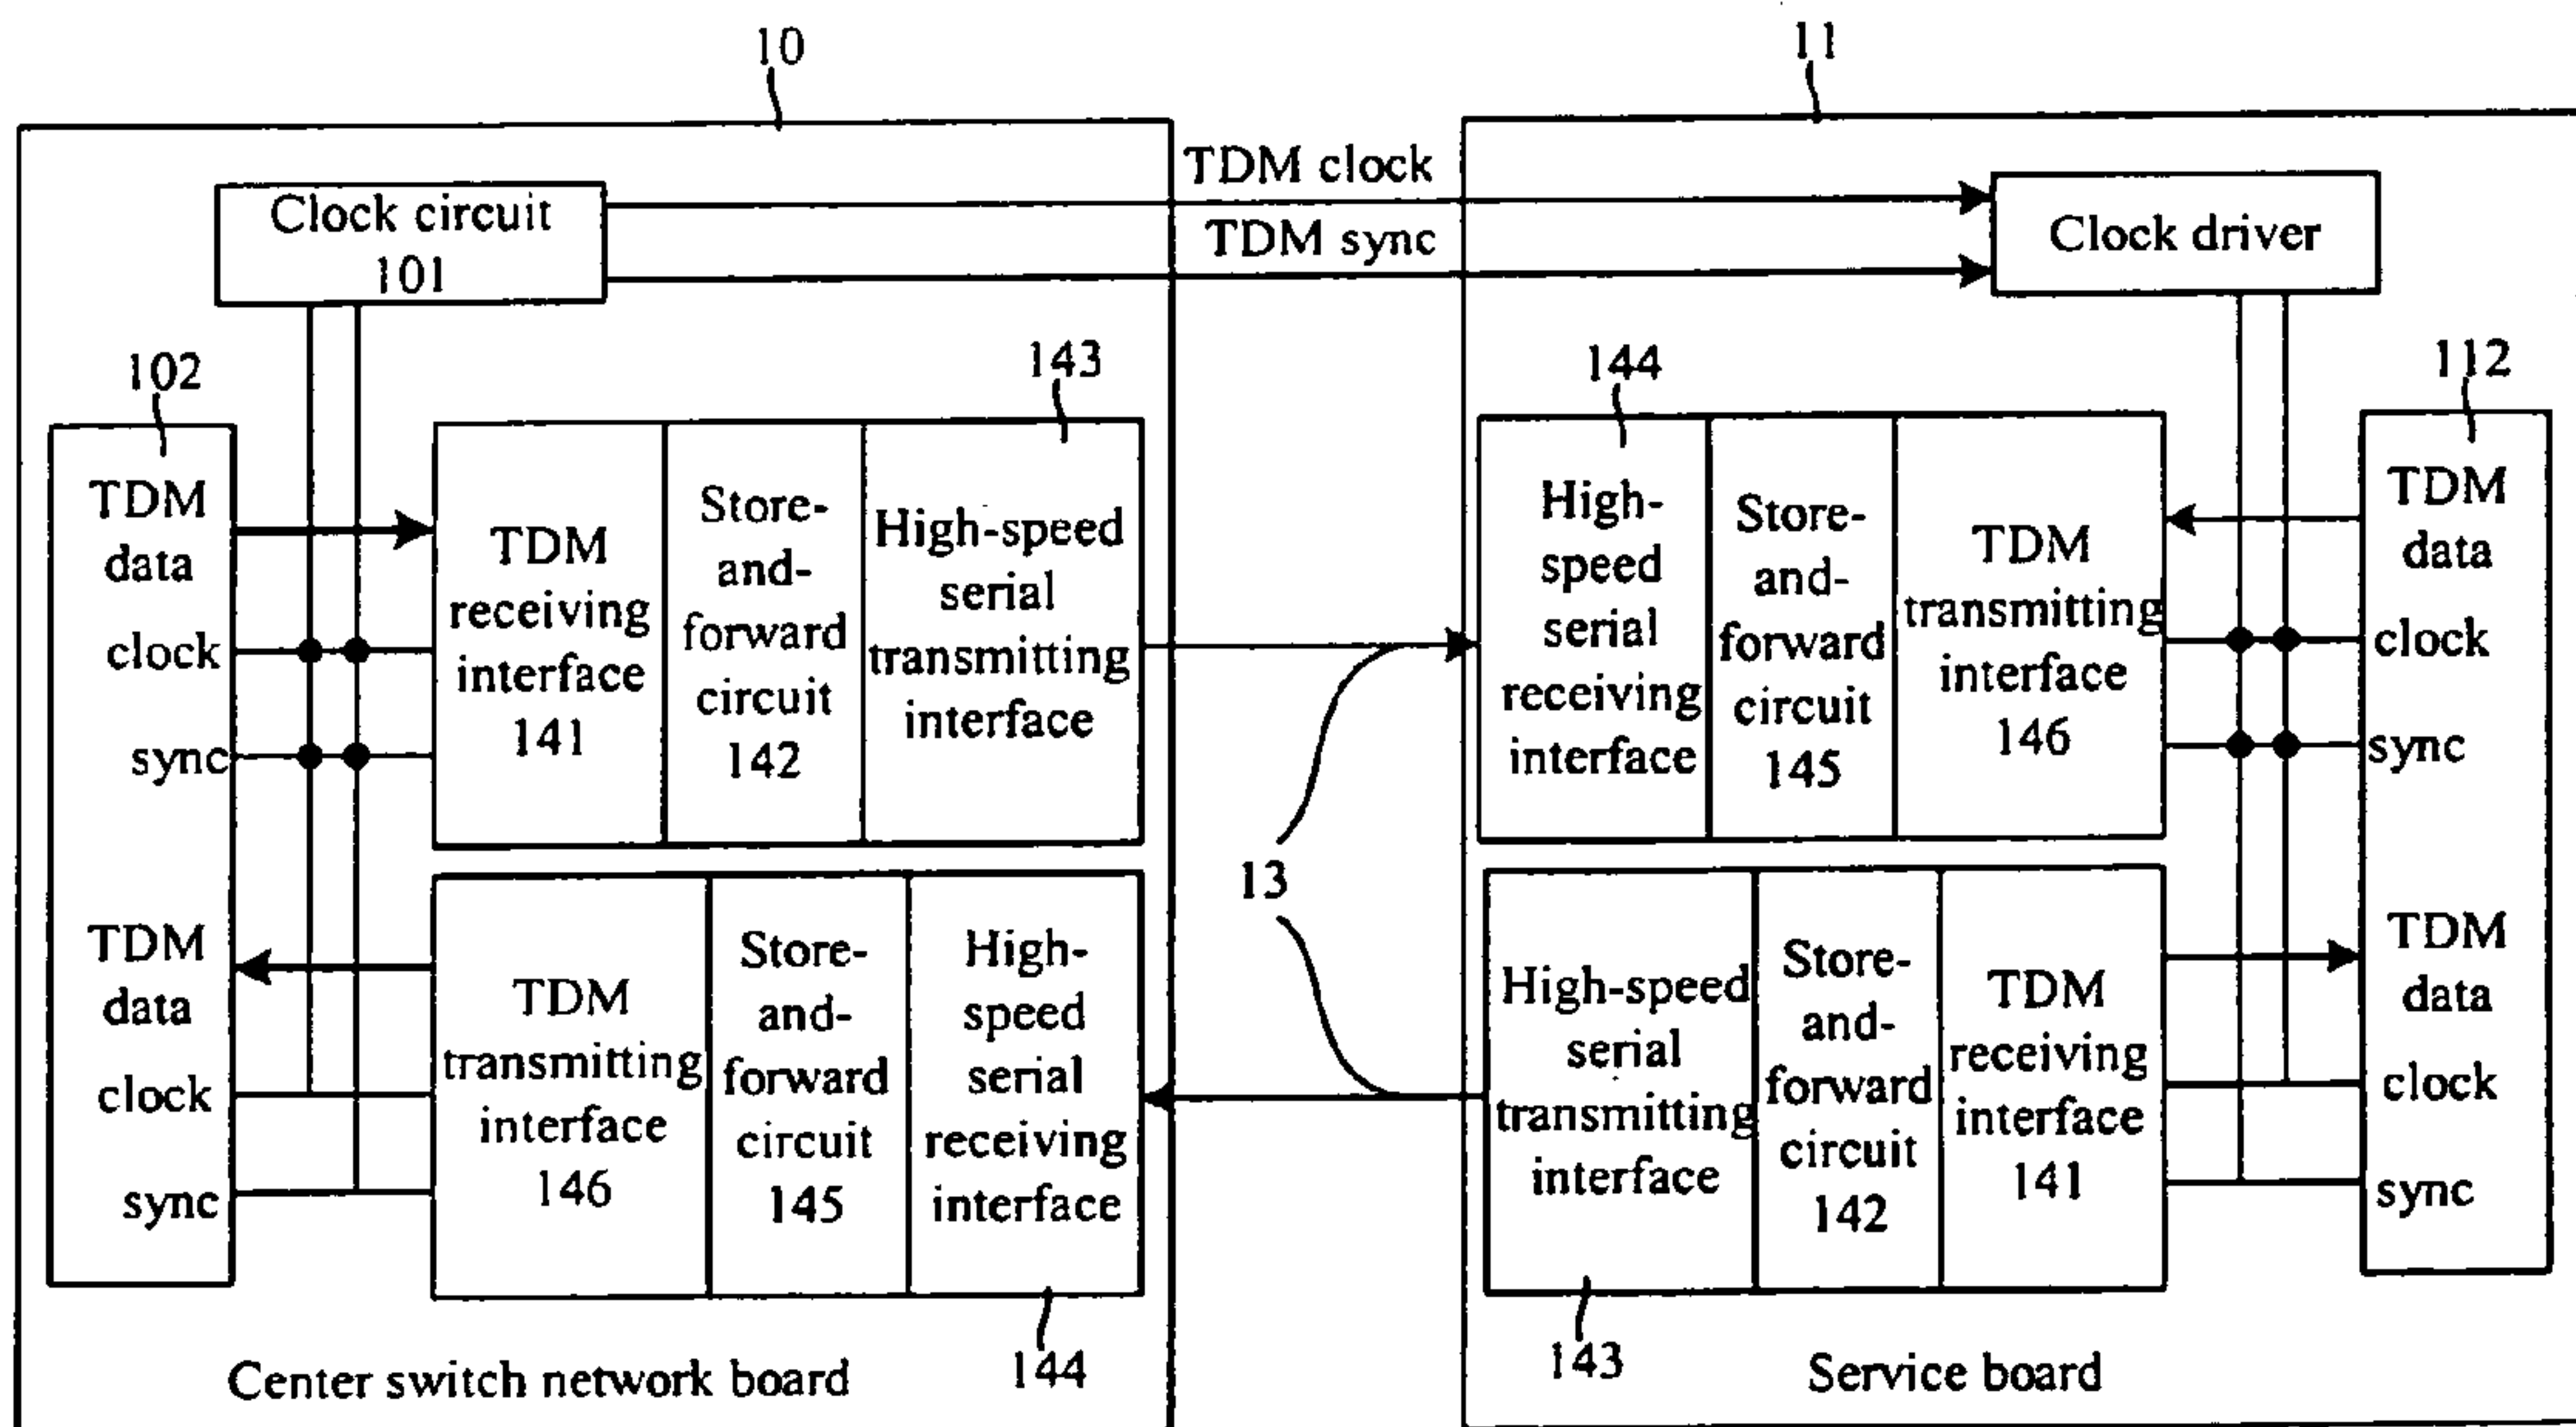 10
11
TDM clock
TDM sync
Clock circuit
101
Clock driver
102
143
144
112
TDM
data
clock
sync
TDM
receiving
interface
141
Store-
and-
forward
circuit
142
High-speed
serial
transmitting
interface
High-
speed
serial
receiving
interface
Store-
and-
forward
circuit
145
TDM
transmitting
interface
146
TDM
data
clock
sync
13
TDM
data
clock
sync
TDM
transmitting
interface
146
Store-
and-
forward
circuit
145
High-
speed
serial
receiving
interface
High-speed
serial
transmitting
interface
Store-
and-
forward
circuit
142
TDM
receiving
interface
141
TDM
data
clock
sync
144
143
Center switch network board
Service board